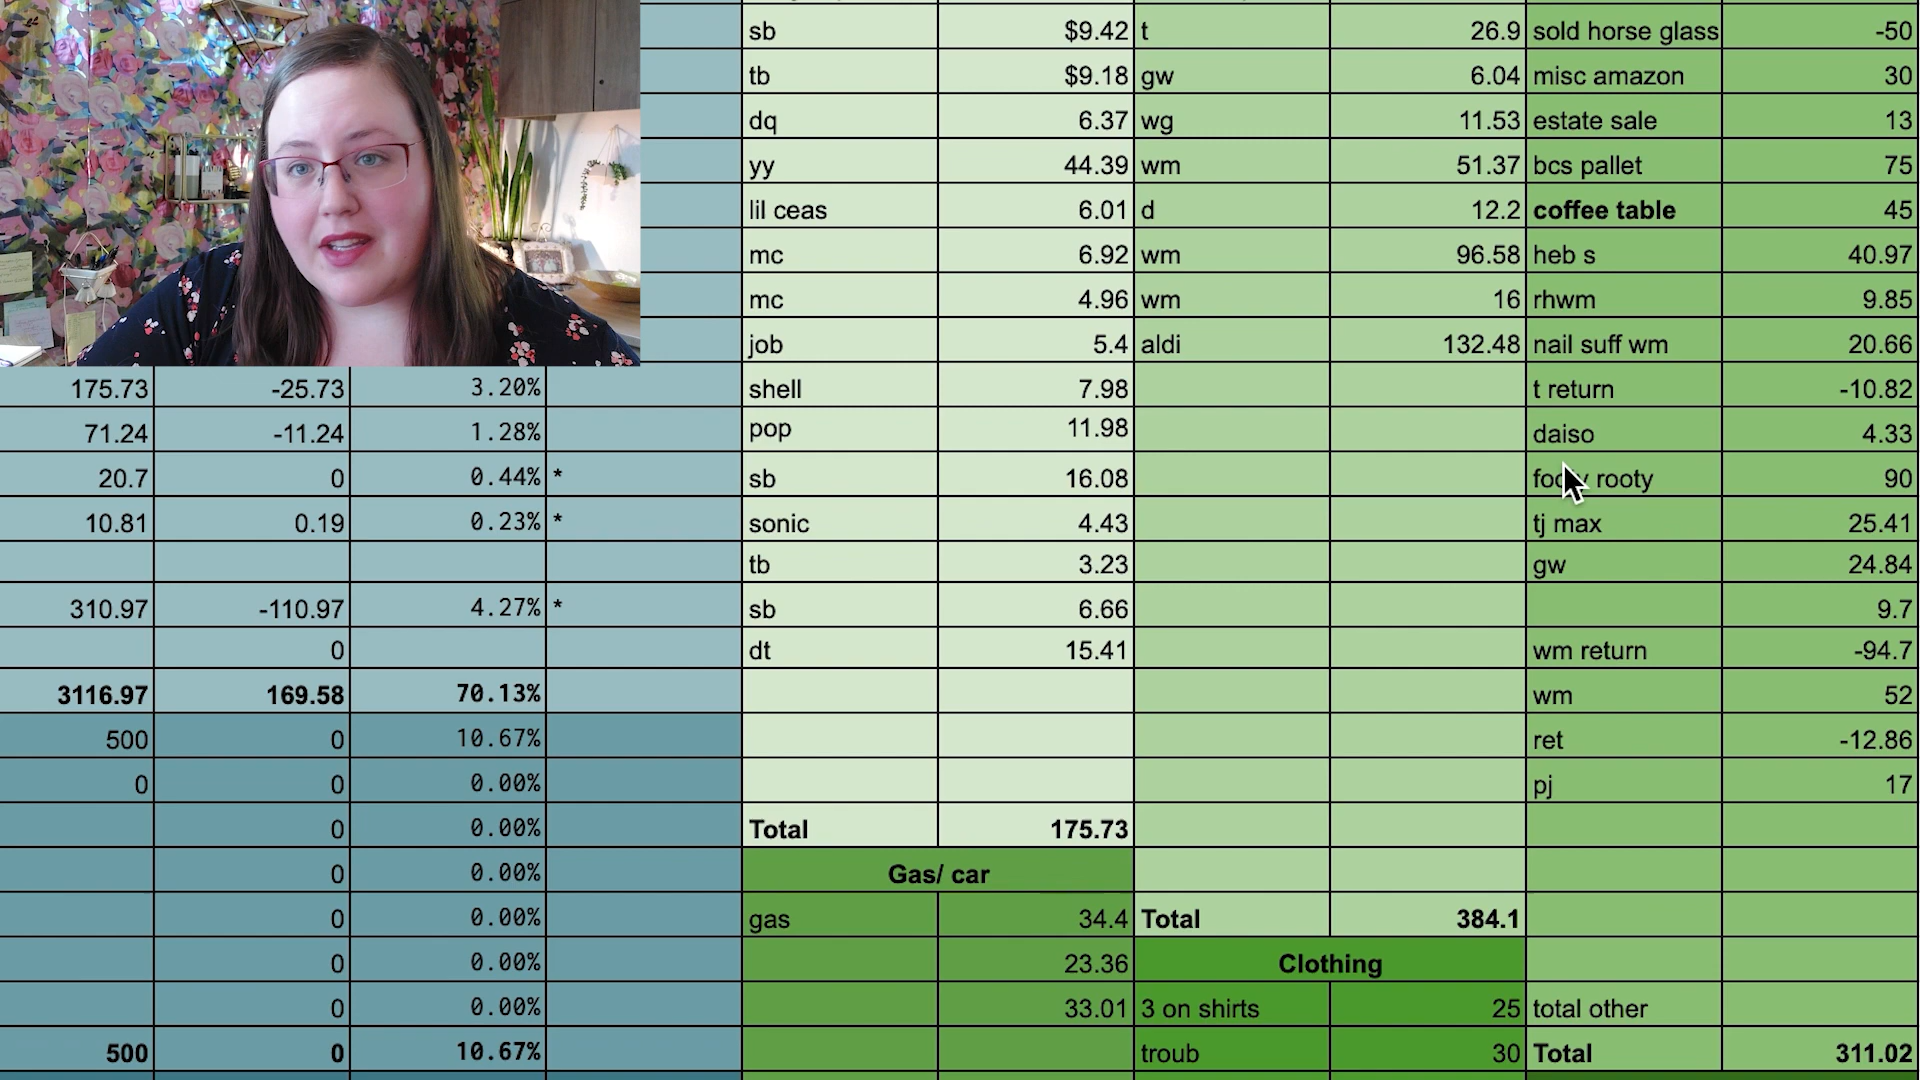 sb $9.42 t 26.9 sold horse glass -50
tb $9.18 gw 6.04 misc amazon 30
dq 6.37 wg 11.53 estate sale 13
yy 44.39 wm 51.37 bcs pallet 75
lil ceas 6.01 d 12.2 coffee table 45
mc 6.92 wm 96.58 heb s 40.97
mc 4.96 wm 16 rhwm 9.85
job 5.4 aldi 132.48 nail suff wm 20.66
175.73 -25.73 3.20% shell 7.98 t return -10.82
71.24 -11.24 1.28% pop 11.98 daiso 4.33
20.7 0 0.44% * sb 16.08 rooty 90
10.81 0.19 0.23% * sonic 4.43 tj max 25.41
tb 3.23 gw 24.84
310.97 -110.97 4.27% * sb 6.66 9.7
0 dt 15.41 wm return -94.7
3116.97 169.58 70.13% wm 52
500 0 10.67% ret -12.86
0 0 0.00% pj 17
0 0.00% Total 175.73
0 0.00% Gas/ car
0 0.00% gas 34.4 Total 384.1
0 0.00% 23.36 Clothing
0 0.00% 33.01 3 on shirts 25 total other
500 0 10.67% troub 30 Total 311.02